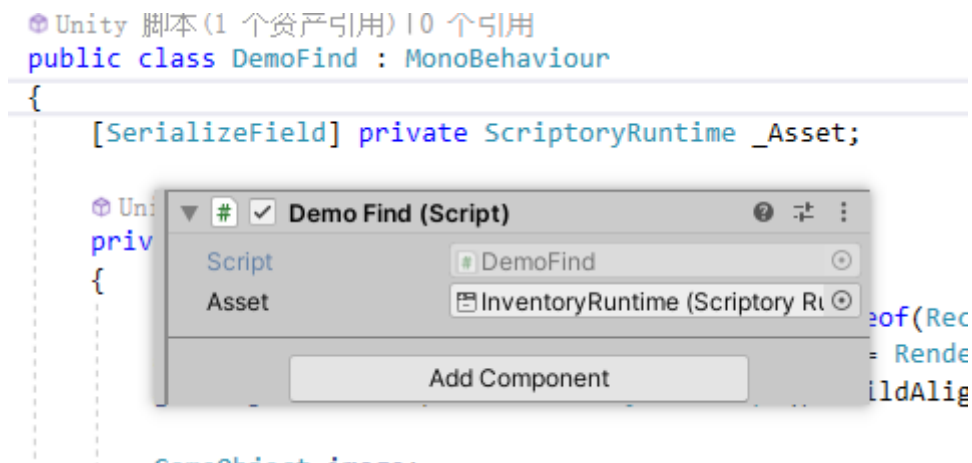 Unity 脚本(1 个资产引用)|0 个引用
public class DemoFind : MonoBehaviour
{
[SerializeField] private ScriptoryRuntime _Asset;
Demo Find (Script)
Script
DemoFind
Asset
InventoryRuntime (Scriptory
Add Component
{